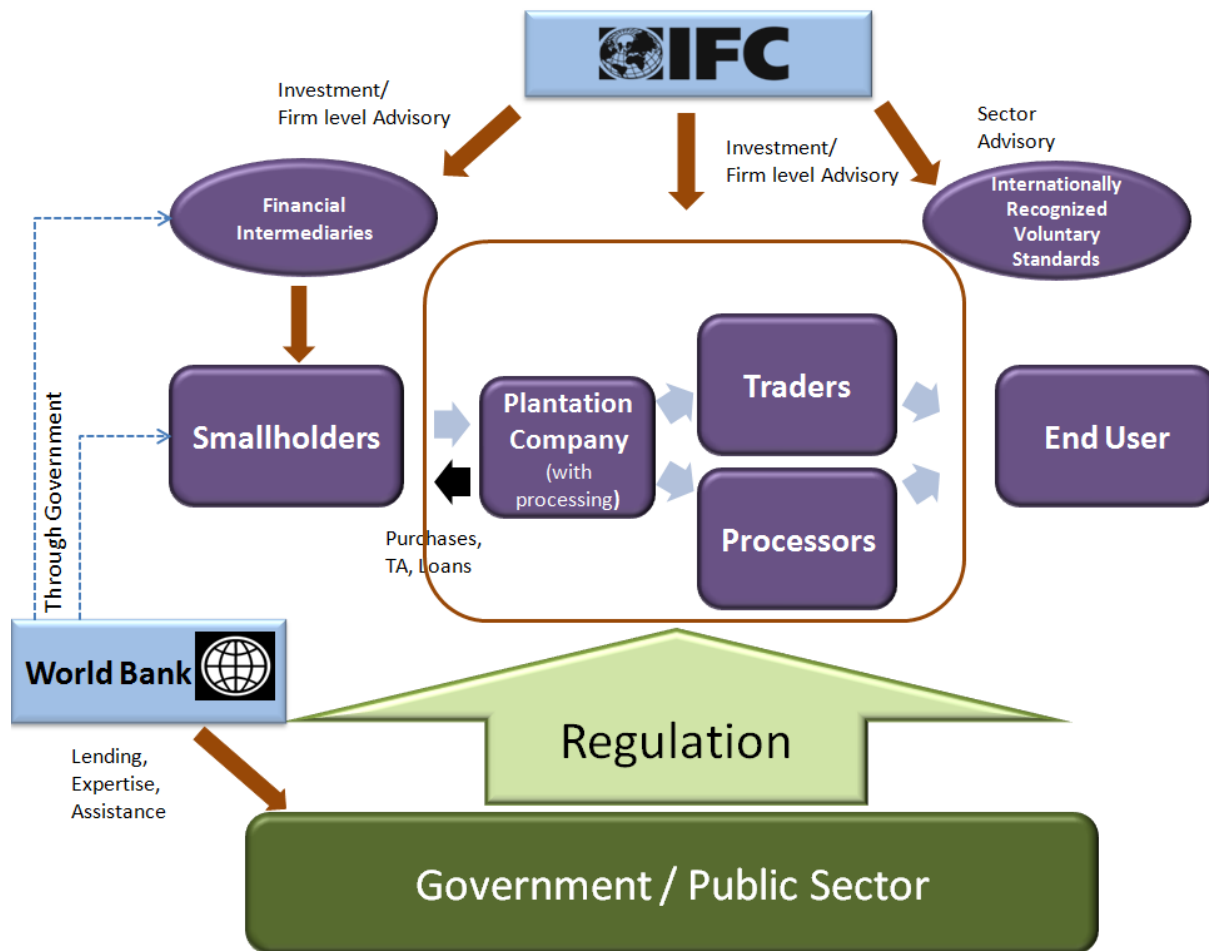 IFC
Investment/
Firm level Advisory
Investment/
Firm level Advisory
Sector
Advisory
Financial
Intermediaries
Internationally
Recognized
Voluntary
Standards
Smallholders
Plantation
Company
(with
processing)
Traders
Processors
End User
Purchases,
TA, Loans
Through Government
World Bank
Lending,
Expertise,
Assistance
Regulation
Government / Public Sector